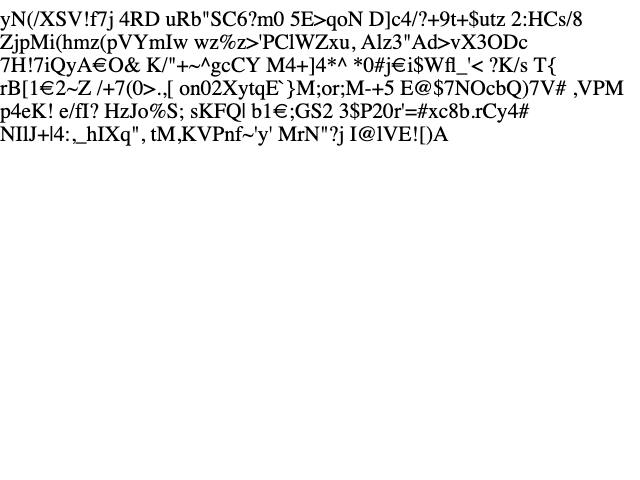 yN(/XSV!f7j 4RD uRb"SC6?m0 5E>qoN D]c4/?+9t+$utz 2:HCs/8
ZjpMi(hmz(pVYmIw wz%z>'PClWZxu, Alz3"Ad>vX3ODc
7H!7iQyA€O& K/"+~^gcCY M4+]4*^ *0#j€i$Wfl_'< ?K/s T{
rB[1€2~Z /+7(0>.,[ on02XytqE`}M;or;M-+5 E@$7NOcbQ)7V# ,VPM
p4eK! e/fI? HzJo%S; sKFQ| b1€;GS2 3$P20r'=#xc8b.rCy4#
NIlJ+|4:,_hIXq", tM,KVPnf~'y' MrN"?j I@lVE![)A